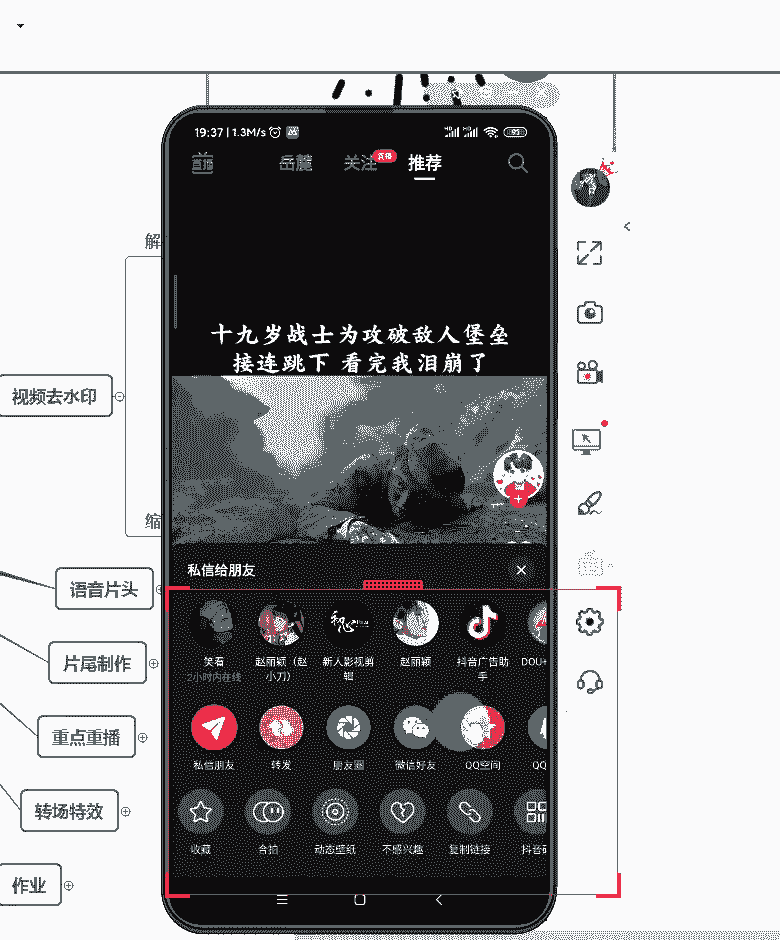 19:37 | 1.3M/s
95
直播
岳麓
关注
直播
推荐
解
十九岁战士为攻破敌人堡垒
接连跳下 看完我泪崩了
视频去水印
缩
私信给朋友
语音片头
片尾制作
重点重播
转场特效
作业
笑看
2小时内在线
赵丽颖（赵
小刀）
新人影视剪
辑
赵丽颖
抖音广告助
手
DOU+
私信朋友
转发
朋友圈
微信好友
QQ空间
QQ
收藏
合拍
动态壁纸
不感兴趣
复制链接
抖音